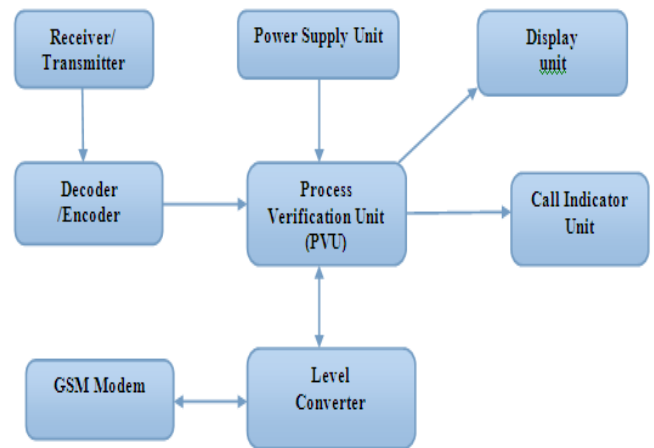 Receiver/
Transmitter
Power Supply Unit
Display
unit
Decoder
/Encoder
Process
Verification Unit
(PVU)
Call Indicator
Unit
GSM Modem
Level
Converter